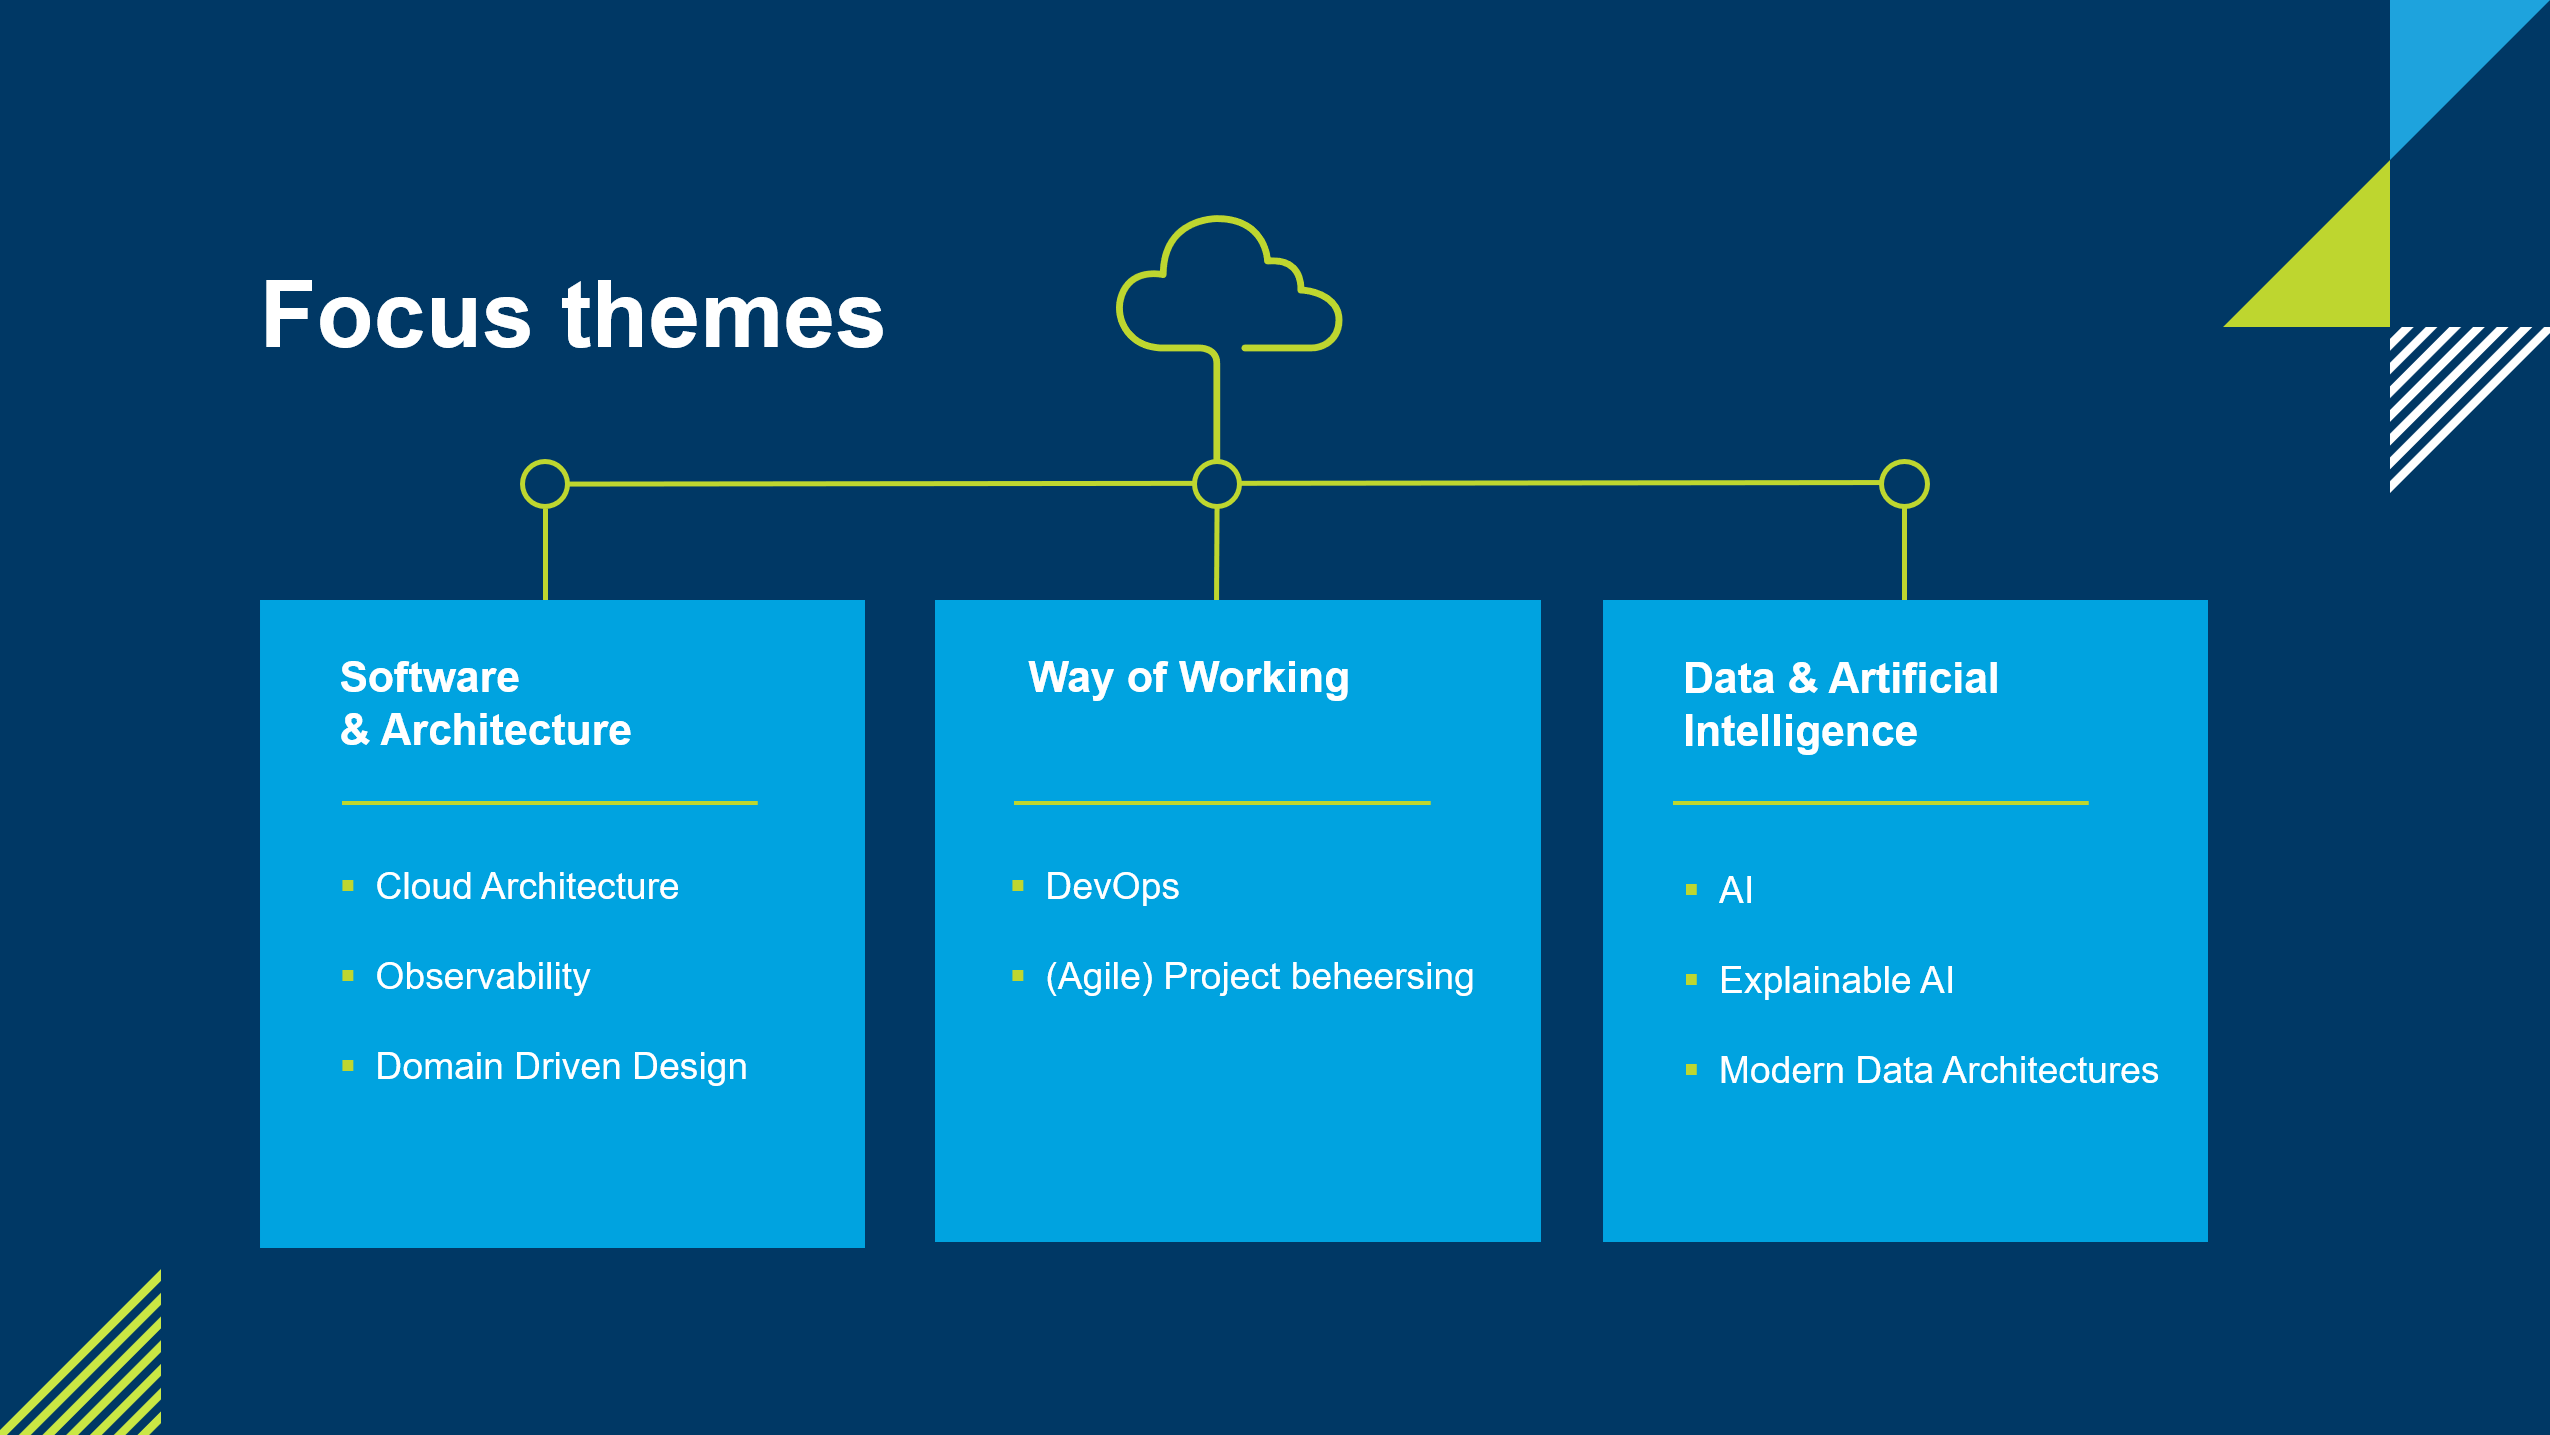 Focus themes
Software
& Architecture
Cloud Architecture
Observability
Domain Driven Design
Way of Working
DevOps
(Agile) Project beheersing
Data & Artificial
Intelligence
AI
Explainable AI
Modern Data Architectures